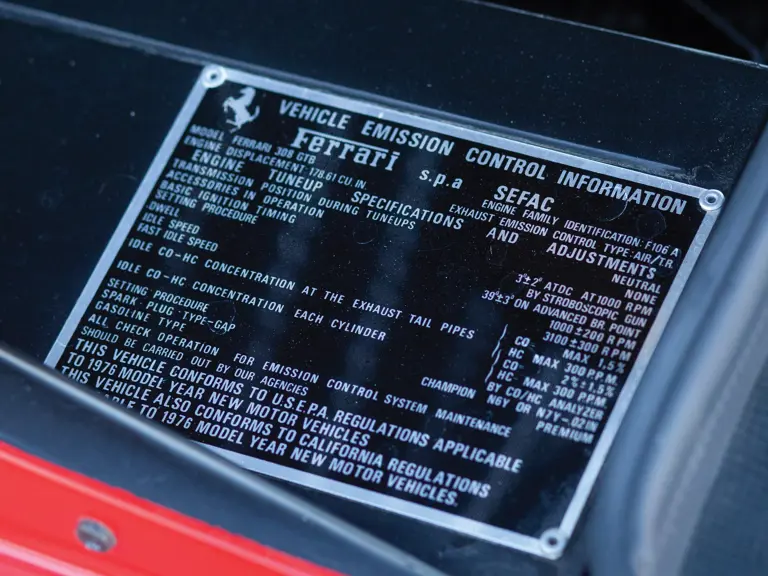 VEHICLE EMISSION CONTROL INFORMATION
Ferrari s.p.a SEFAC
MODEL FERRARI 308 GTB ENGINE FAMILY IDENTIFICATION: F106 A
ENGINE DISPLACEMENT: 178.61 CU. IN. EXHAUST EMISSION CONTROL TYPE: AIR/T.R.
ENGINE TUNEUP SPECIFICATIONS AND ADJUSTMENTS
TRANSMISSION POSITION DURING TUNEUPS NEUTRAL
ACCESSORIES IN OPERATION NONE
BASIC IGNITION TIMING 3°±2° ATDC AT 1000 RPM
SETTING PROCEDURE BY STROBOSCOPIC GUN
DWELL 39°±3° ON ADVANCED BR. POINT
IDLE SPEED 1000±200 RPM
FAST IDLE SPEED 3100±300 RPM
IDLE CO-HC CONCENTRATION AT THE EXHAUST TAIL PIPES CO- MAX 1,5%
HC MAX 300 PPM.
IDLE CO-HC CONCENTRATION EACH CYLINDER CO- 2%±1.5%
HC- MAX 300 PPM
SETTING PROCEDURE BY CO/HC ANALYZER
SPARK-PLUG-TYPE-GAP CHAMPION N6Y OR N7Y-.02IN
GASOLINE TYPE PREMIUM
ALL CHECK OPERATION FOR EMISSION CONTROL SYSTEM MAINTENANCE
SHOULD BE CARRIED OUT BY OUR AGENCIES
THIS VEHICLE CONFORMS TO U.S.E.P.A. REGULATIONS APPLICABLE
TO 1976 MODEL YEAR NEW MOTOR VEHICLES
THIS VEHICLE ALSO CONFORMS TO CALIFORNIA REGULATIONS
TO 1976 MODEL YEAR NEW MOTOR VEHICLES.